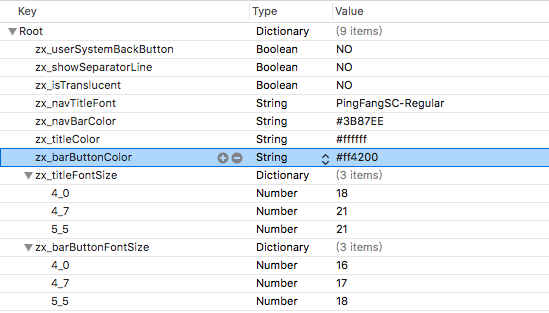 Key Type Value
Root Dictionary (9 items)
zx_userSystemBackButton Boolean NO
zx_showSeparatorLine Boolean NO
zx_isTranslucent Boolean NO
zx_navTitleFont String PingFangSC-Regular
zx_navBarColor String #3B87EE
zx_titleColor String #ffffff
zx_barButtonColor String #ff4200
zx_titleFontSize Dictionary (3 items)
4_0 Number 18
4_7 Number 21
5_5 Number 21
zx_barButtonFontSize Dictionary (3 items)
4_0 Number 16
4_7 Number 17
5_5 Number 18